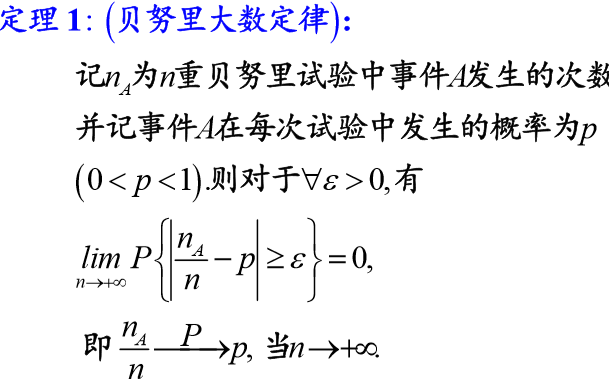 定理1:(贝努里大数定律):
记n_A为n重贝努里试验中事件A发生的次数
并记事件A在每次试验中发生的概率为p
(0<p<1).则对于∀ε>0,有
lim_{n→+∞} P{|n_A/n − p| ≥ ε} = 0,
即 n_A/n —P→ p, 当n→+∞.